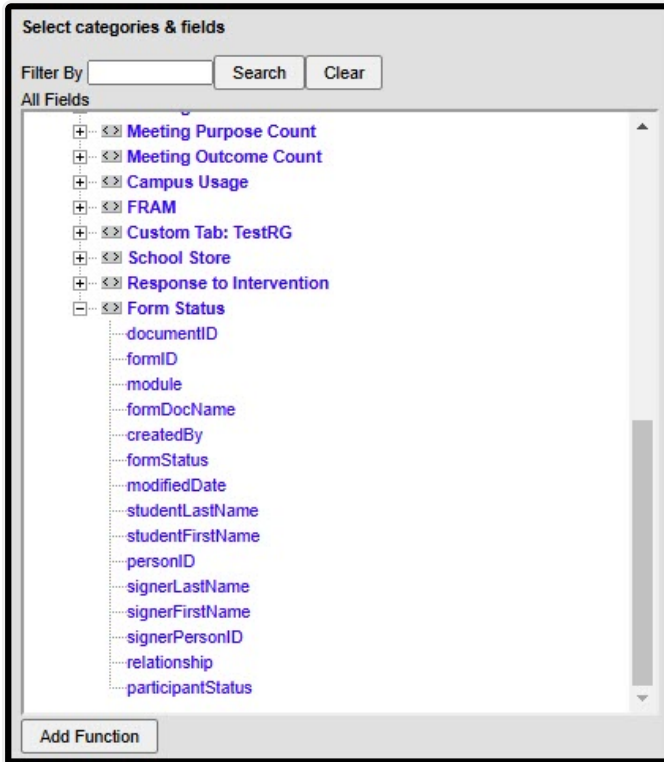 Select categories & fields
Filter By Search Clear
All Fields
Meeting Purpose Count
Meeting Outcome Count
Campus Usage
FRAM
Custom Tab: TestRG
School Store
Response to Intervention
Form Status
documentID
formID
module
formDocName
createdBy
formStatus
modifiedDate
studentLastName
studentFirstName
personID
signerLastName
signerFirstName
signerPersonID
relationship
participantStatus
Add Function